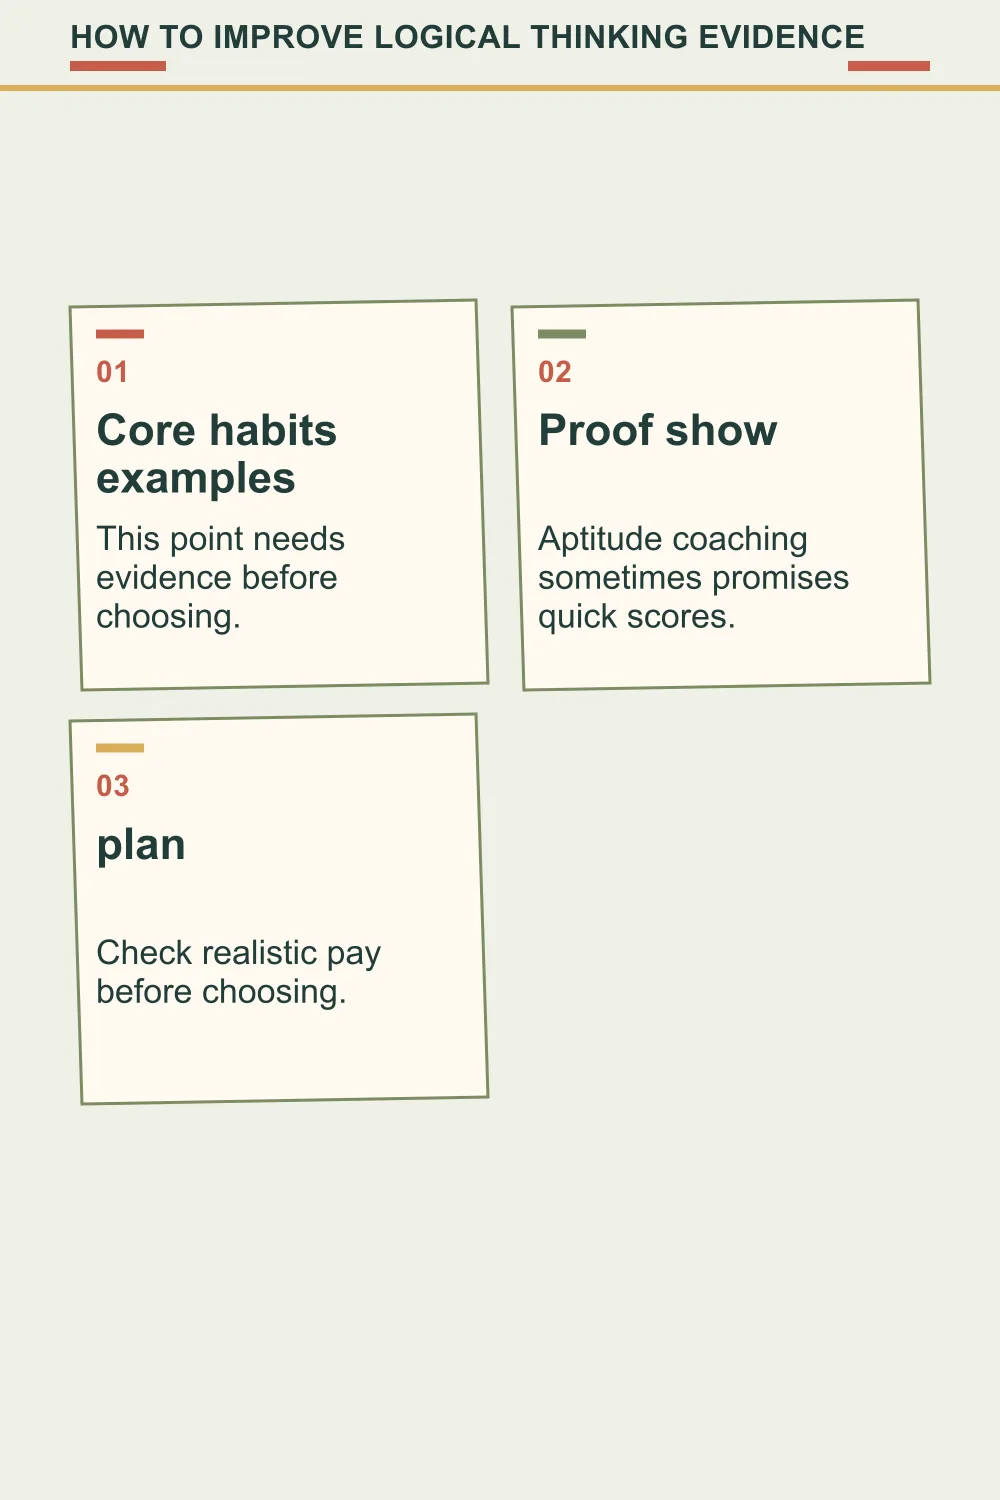 HOW TO IMPROVE LOGICAL THINKING EVIDENCE
01
Core habits
examples
This point needs
evidence before
choosing.
02
Proof show
Aptitude coaching
sometimes promises
quick scores.
03
plan
Check realistic pay
before choosing.